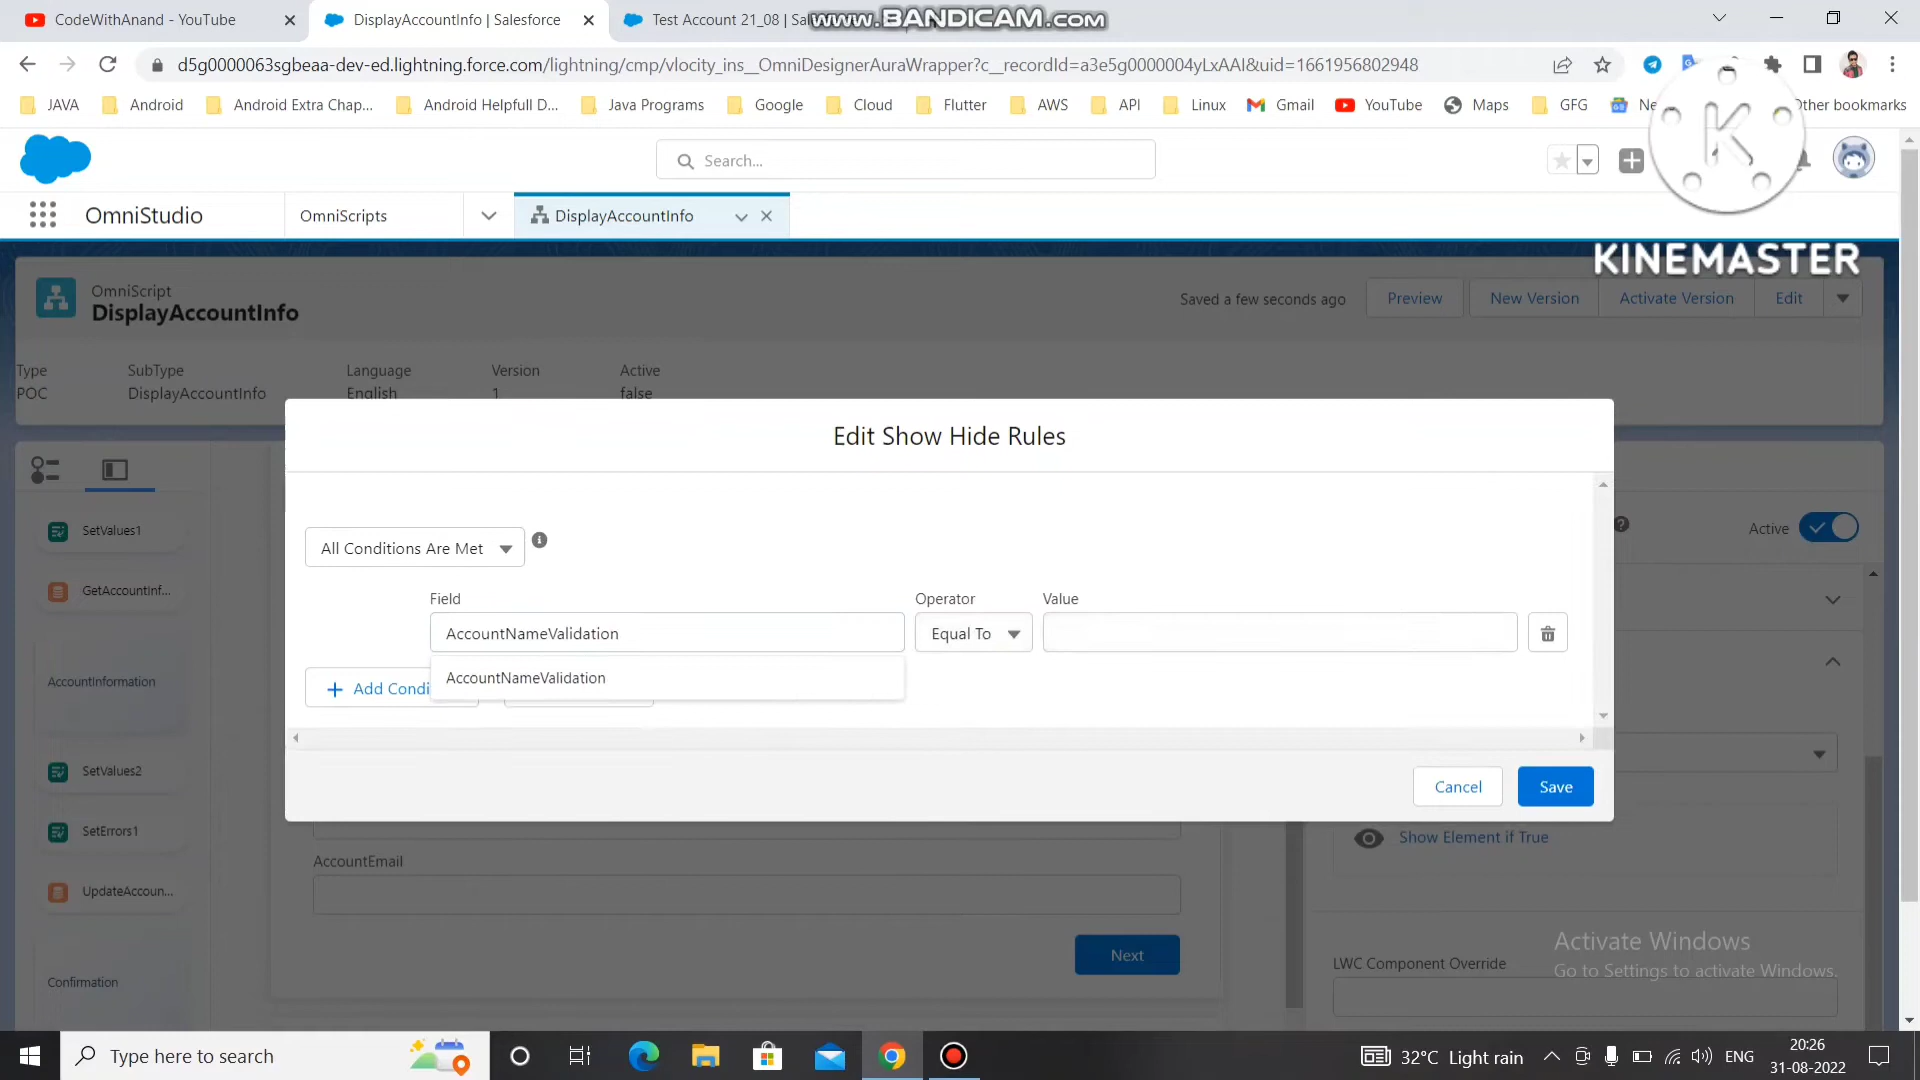 CodeWithAnand - YouTube
DisplayAccountInfo | Salesforce
Test Account 21_08 | Sal
www.BANDICAM.com
d5g0000063sgbeaa-dev-ed.lightning.force.com/lightning/cmp/vlocity_ins__OmniDesignerAuraWrapper?c__recordId=a3e5g0000004yLxAAI&uid=1661956802948
JAVA
Android
Android Extra Chap...
Android Helpfull D...
Java Programs
Google
Cloud
Flutter
AWS
API
Linux
Gmail
YouTube
Maps
GFG
Ne
Other bookmarks
Search...
K
KINEMASTER
OmniStudio
OmniScripts
DisplayAccountInfo
OmniScript
DisplayAccountInfo
Saved a few seconds ago
Preview
New Version
Activate Version
Edit
Type
SubType
Language
Version
Active
POC
DisplayAccountInfo
English
1
false
Edit Show Hide Rules
All Conditions Are Met
Field
Operator
Value
AccountNameValidation
Equal To
AccountNameValidation
Add Condi
Cancel
Save
SetValues1
GetAccountInf...
AccountInformation
SetValues2
SetErrors1
UpdateAccoun...
Confirmation
Active
Show Element if True
AccountEmail
Next
LWC Component Override
Activate Windows
Go to Settings to activate Windows.
Type here to search
32°C Light rain
ENG
20:26
31-08-2022